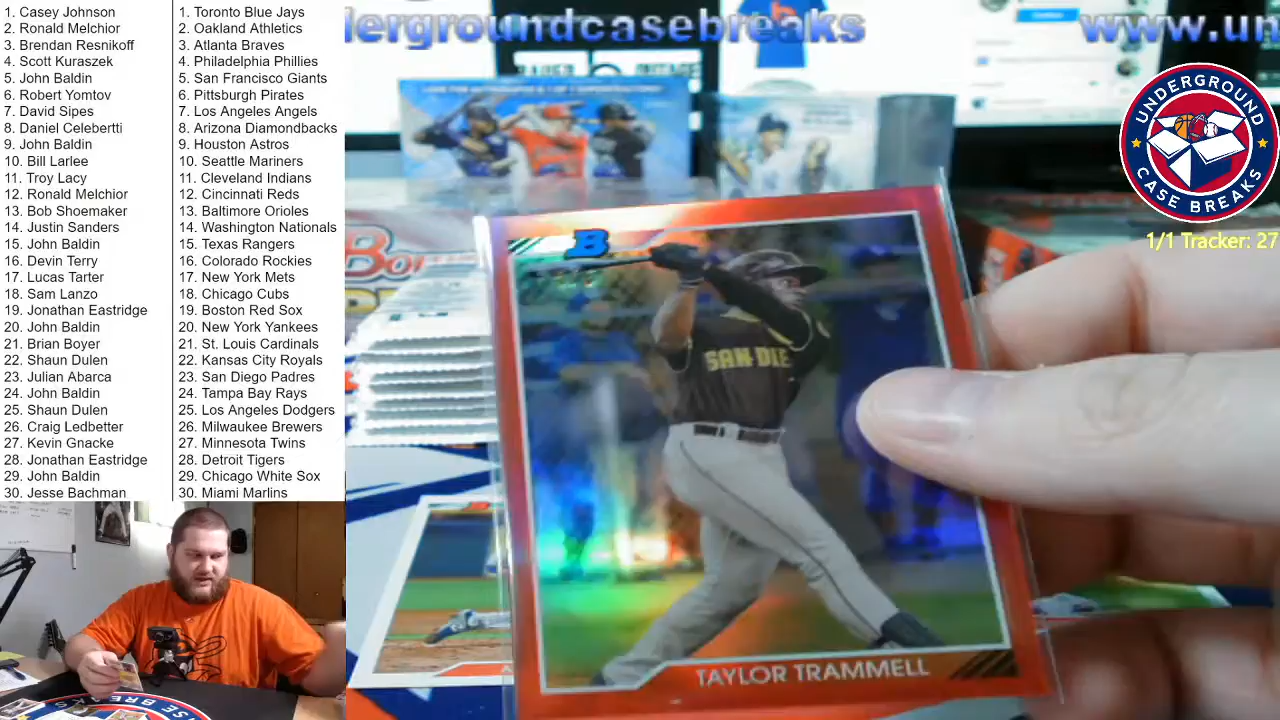 1. Casey Johnson
2. Ronald Melchior
3. Brendan Resnikoff
4. Scott Kuraszek
5. John Baldin
6. Robert Yomtov
7. David Sipes
8. Daniel Celebertti
9. John Baldin
10. Bill Larlee
11. Troy Lacy
12. Ronald Melchior
13. Bob Shoemaker
14. Justin Sanders
15. John Baldin
16. Devin Terry
17. Lucas Tarter
18. Sam Lanzo
19. Jonathan Eastridge
20. John Baldin
21. Brian Boyer
22. Shaun Dulen
23. Julian Abarca
24. John Baldin
25. Shaun Dulen
26. Craig Ledbetter
27. Kevin Gnacke
28. Jonathan Eastridge
29. John Baldin
30. Jesse Bachman
1. Toronto Blue Jays
2. Oakland Athletics
3. Atlanta Braves
4. Philadelphia Phillies
5. San Francisco Giants
6. Pittsburgh Pirates
7. Los Angeles Angels
8. Arizona Diamondbacks
9. Houston Astros
10. Seattle Mariners
11. Cleveland Indians
12. Cincinnati Reds
13. Baltimore Orioles
14. Washington Nationals
15. Texas Rangers
16. Colorado Rockies
17. New York Mets
18. Chicago Cubs
19. Boston Red Sox
20. New York Yankees
21. St. Louis Cardinals
22. Kansas City Royals
23. San Diego Padres
24. Tampa Bay Rays
25. Los Angeles Dodgers
26. Milwaukee Brewers
27. Minnesota Twins
28. Detroit Tigers
29. Chicago White Sox
30. Miami Marlins
dergroundcasebreaks www.un
UNDERGROUND
CASE BREAKS
1/1 Tracker: 27
B
SAN DIE
TAYLOR TRAMMELL